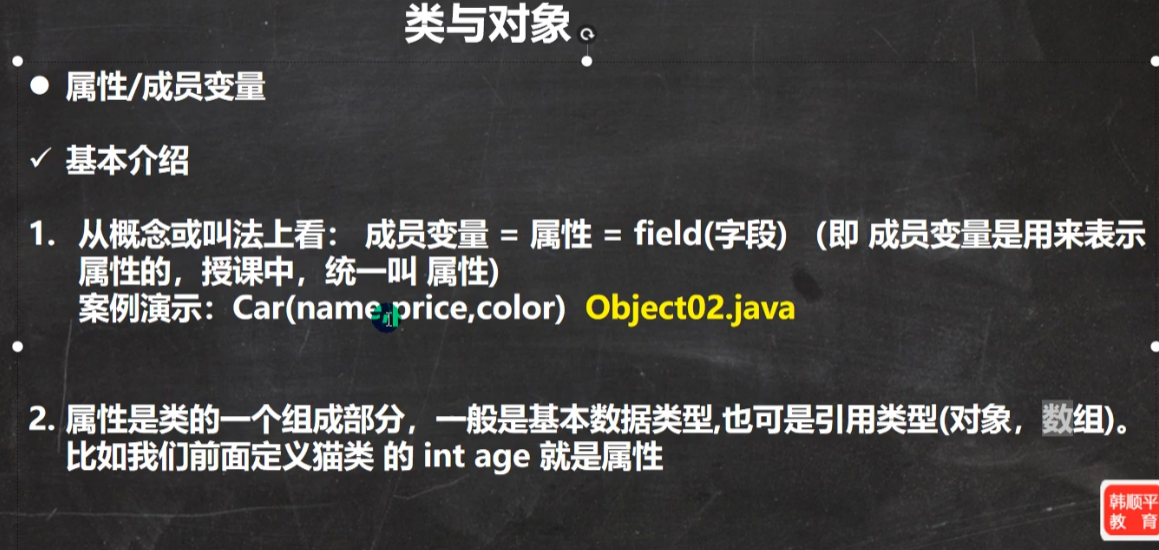 类与对象
● 属性/成员变量
✓ 基本介绍
1. 从概念或叫法上看： 成员变量 = 属性 = field(字段) （即 成员变量是用来表示
属性的，授课中，统一叫 属性)
案例演示：Car(name,price,color) Object02.java
2. 属性是类的一个组成部分，一般是基本数据类型,也可是引用类型(对象，数组)。
比如我们前面定义猫类 的 int age 就是属性
韩顺平
教 育